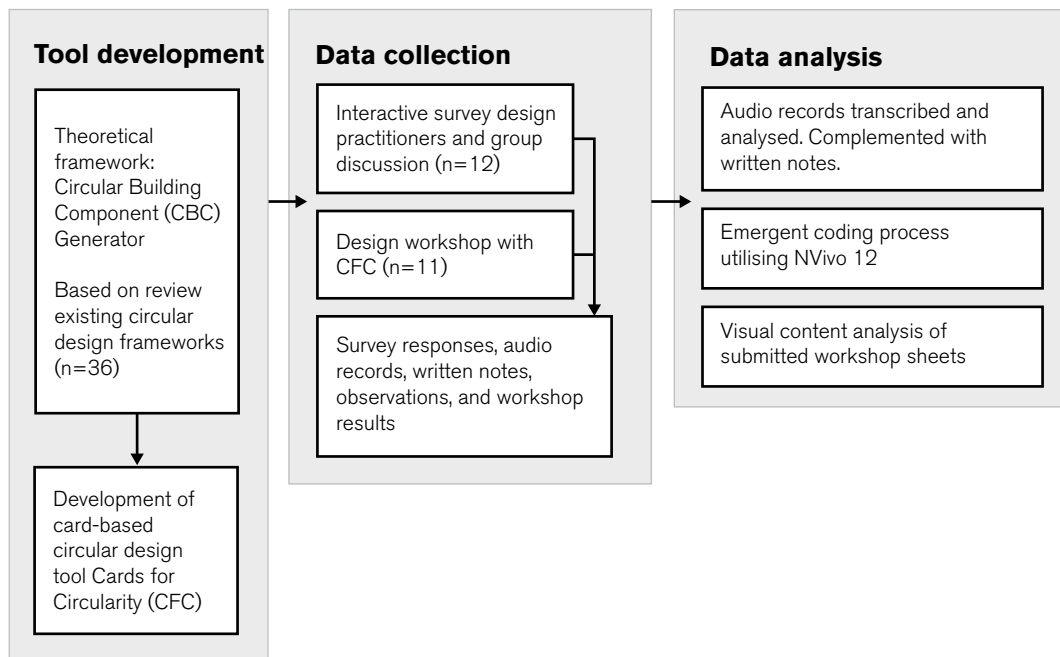 Tool development
Theoretical
framework:
Circular Building
Component (CBC)
Generator
Based on review
existing circular
design frameworks
(n=36)
Development of
card-based
circular design
tool Cards for
Circularity (CFC)
Data collection
Interactive survey design
practitioners and group
discussion (n=12)
Design workshop with
CFC (n=11)
Survey responses, audio
records, written notes,
observations, and workshop
results
Data analysis
Audio records transcribed and
analysed. Complemented with
written notes.
Emergent coding process
utilising NVivo 12
Visual content analysis of
submitted workshop sheets